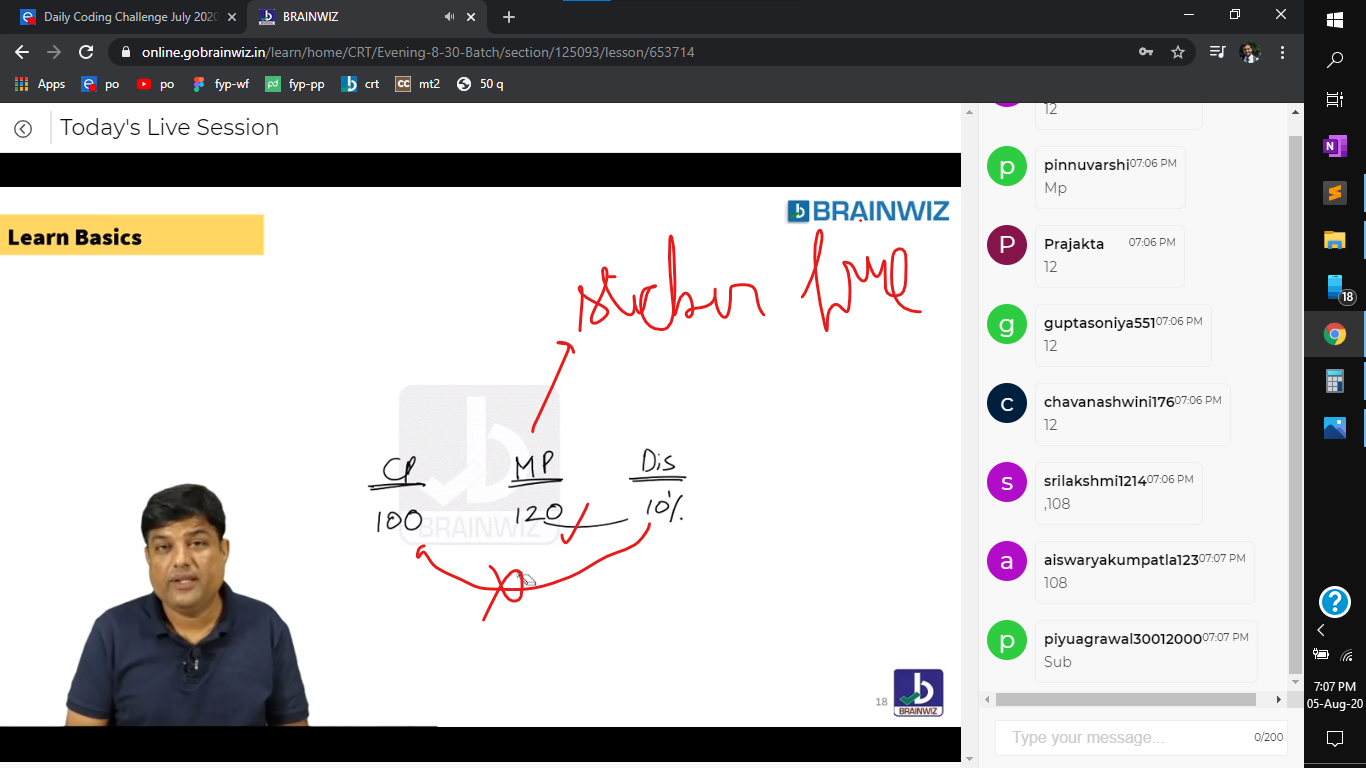 Daily Coding Challenge July 2020
BRAINWIZ
online.gobrainwiz.in/learn/home/CRT/Evening-8-30-Batch/section/125093/lesson/653714
Apps
po
po
fyp-wf
fyp-pp
crt
mt2
50 q
Today's Live Session
BRAINWIZ
Learn Basics
CP MP Dis
100 120 10%
BRAINWIZ
18
BRAINWIZ
12
pinnuvarshi 07:06 PM
Mp
Prajakta 07:06 PM
12
guptasoniya551 07:06 PM
12
chavanashwini176 07:06 PM
12
srilakshmi1214 07:06 PM
,108
aiswaryakumpatla123 07:07 PM
108
piyuagrawal30012000 07:07 PM
Sub
Type your message...
0/200
18
7:07 PM
05-Aug-20